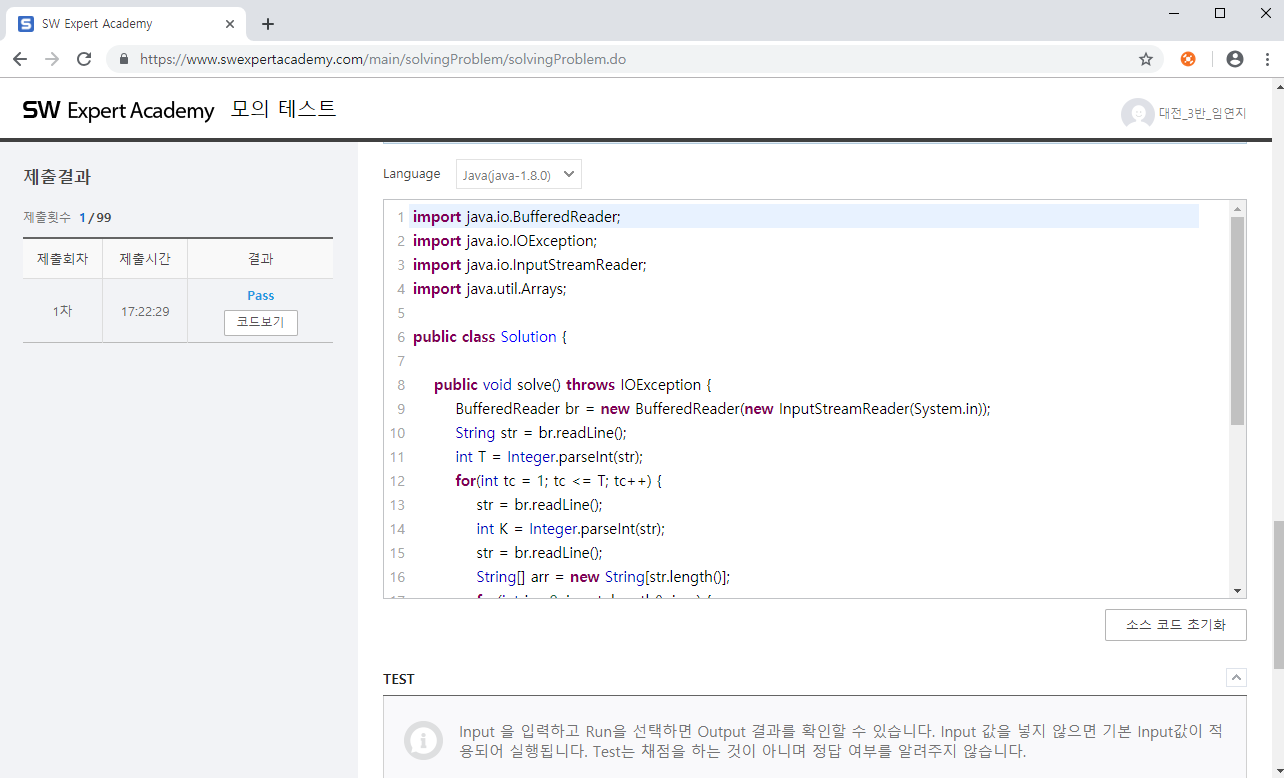 SW Expert Academy
https://www.swexpertacademy.com/main/solvingProblem/solvingProblem.do
SW Expert Academy 모의 테스트
대전_3반_임연지
제출결과
제출횟수 1 / 99
제출회차 제출시간 결과
1차 17:22:29 Pass
코드보기
Language Java(java-1.8.0)
1 import java.io.BufferedReader;
2 import java.io.IOException;
3 import java.io.InputStreamReader;
4 import java.util.Arrays;
5
6 public class Solution {
7
8 public void solve() throws IOException {
9 BufferedReader br = new BufferedReader(new InputStreamReader(System.in));
10 String str = br.readLine();
11 int T = Integer.parseInt(str);
12 for(int tc = 1; tc <= T; tc++) {
13 str = br.readLine();
14 int K = Integer.parseInt(str);
15 str = br.readLine();
16 String[] arr = new String[str.length()];
소스 코드 초기화
TEST
Input 을 입력하고 Run을 선택하면 Output 결과를 확인할 수 있습니다. Input 값을 넣지 않으면 기본 Input값이 적
용되어 실행됩니다. Test는 채점을 하는 것이 아니며 정답 여부를 알려주지 않습니다.